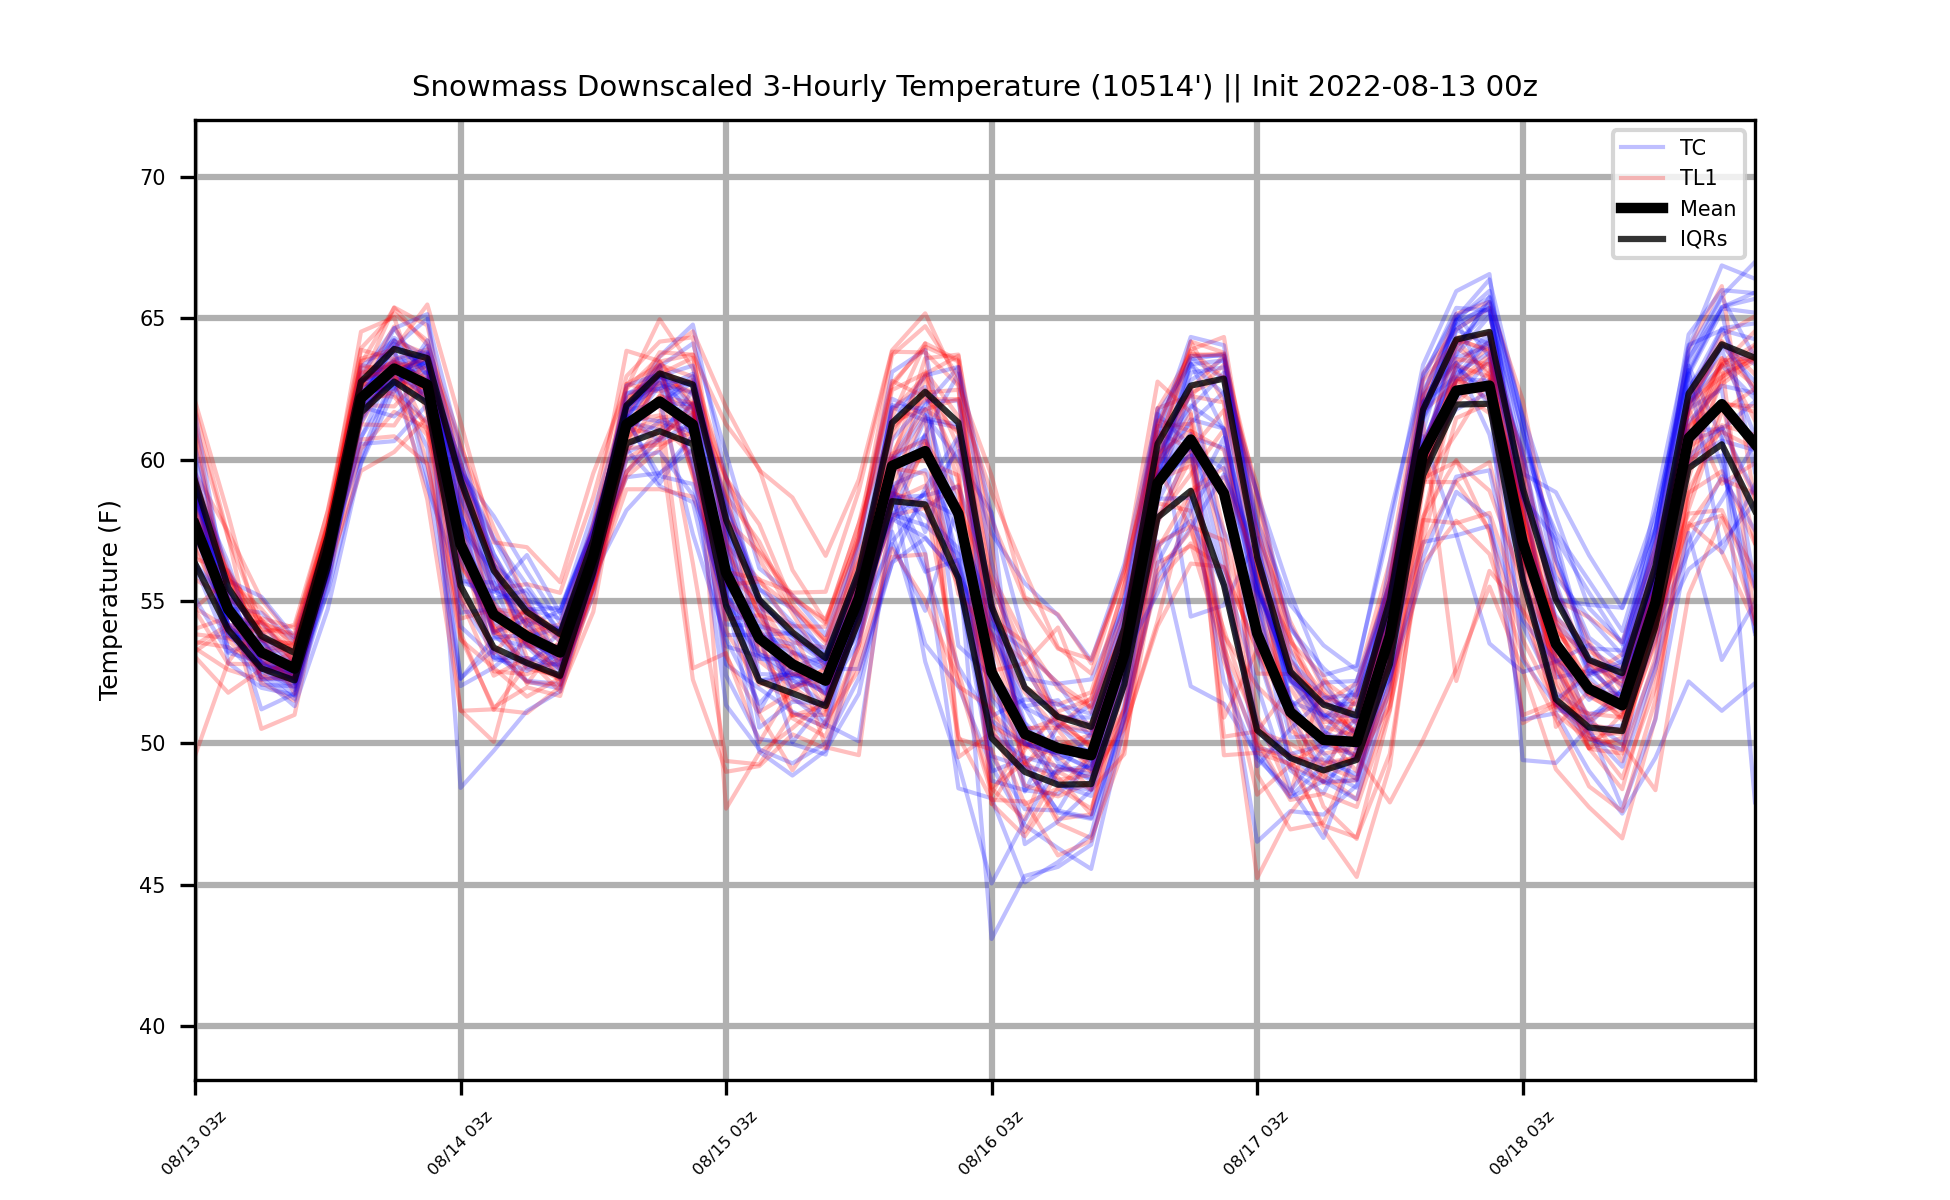 Snowmass Downscaled 3-Hourly Temperature (10514') || Init 2022-08-13 00z
TC
TL1
Mean
IQRs
Temperature (F)
70
65
60
55
50
45
40
08/13 03z
08/14 03z
08/15 03z
08/16 03z
08/17 03z
08/18 03z